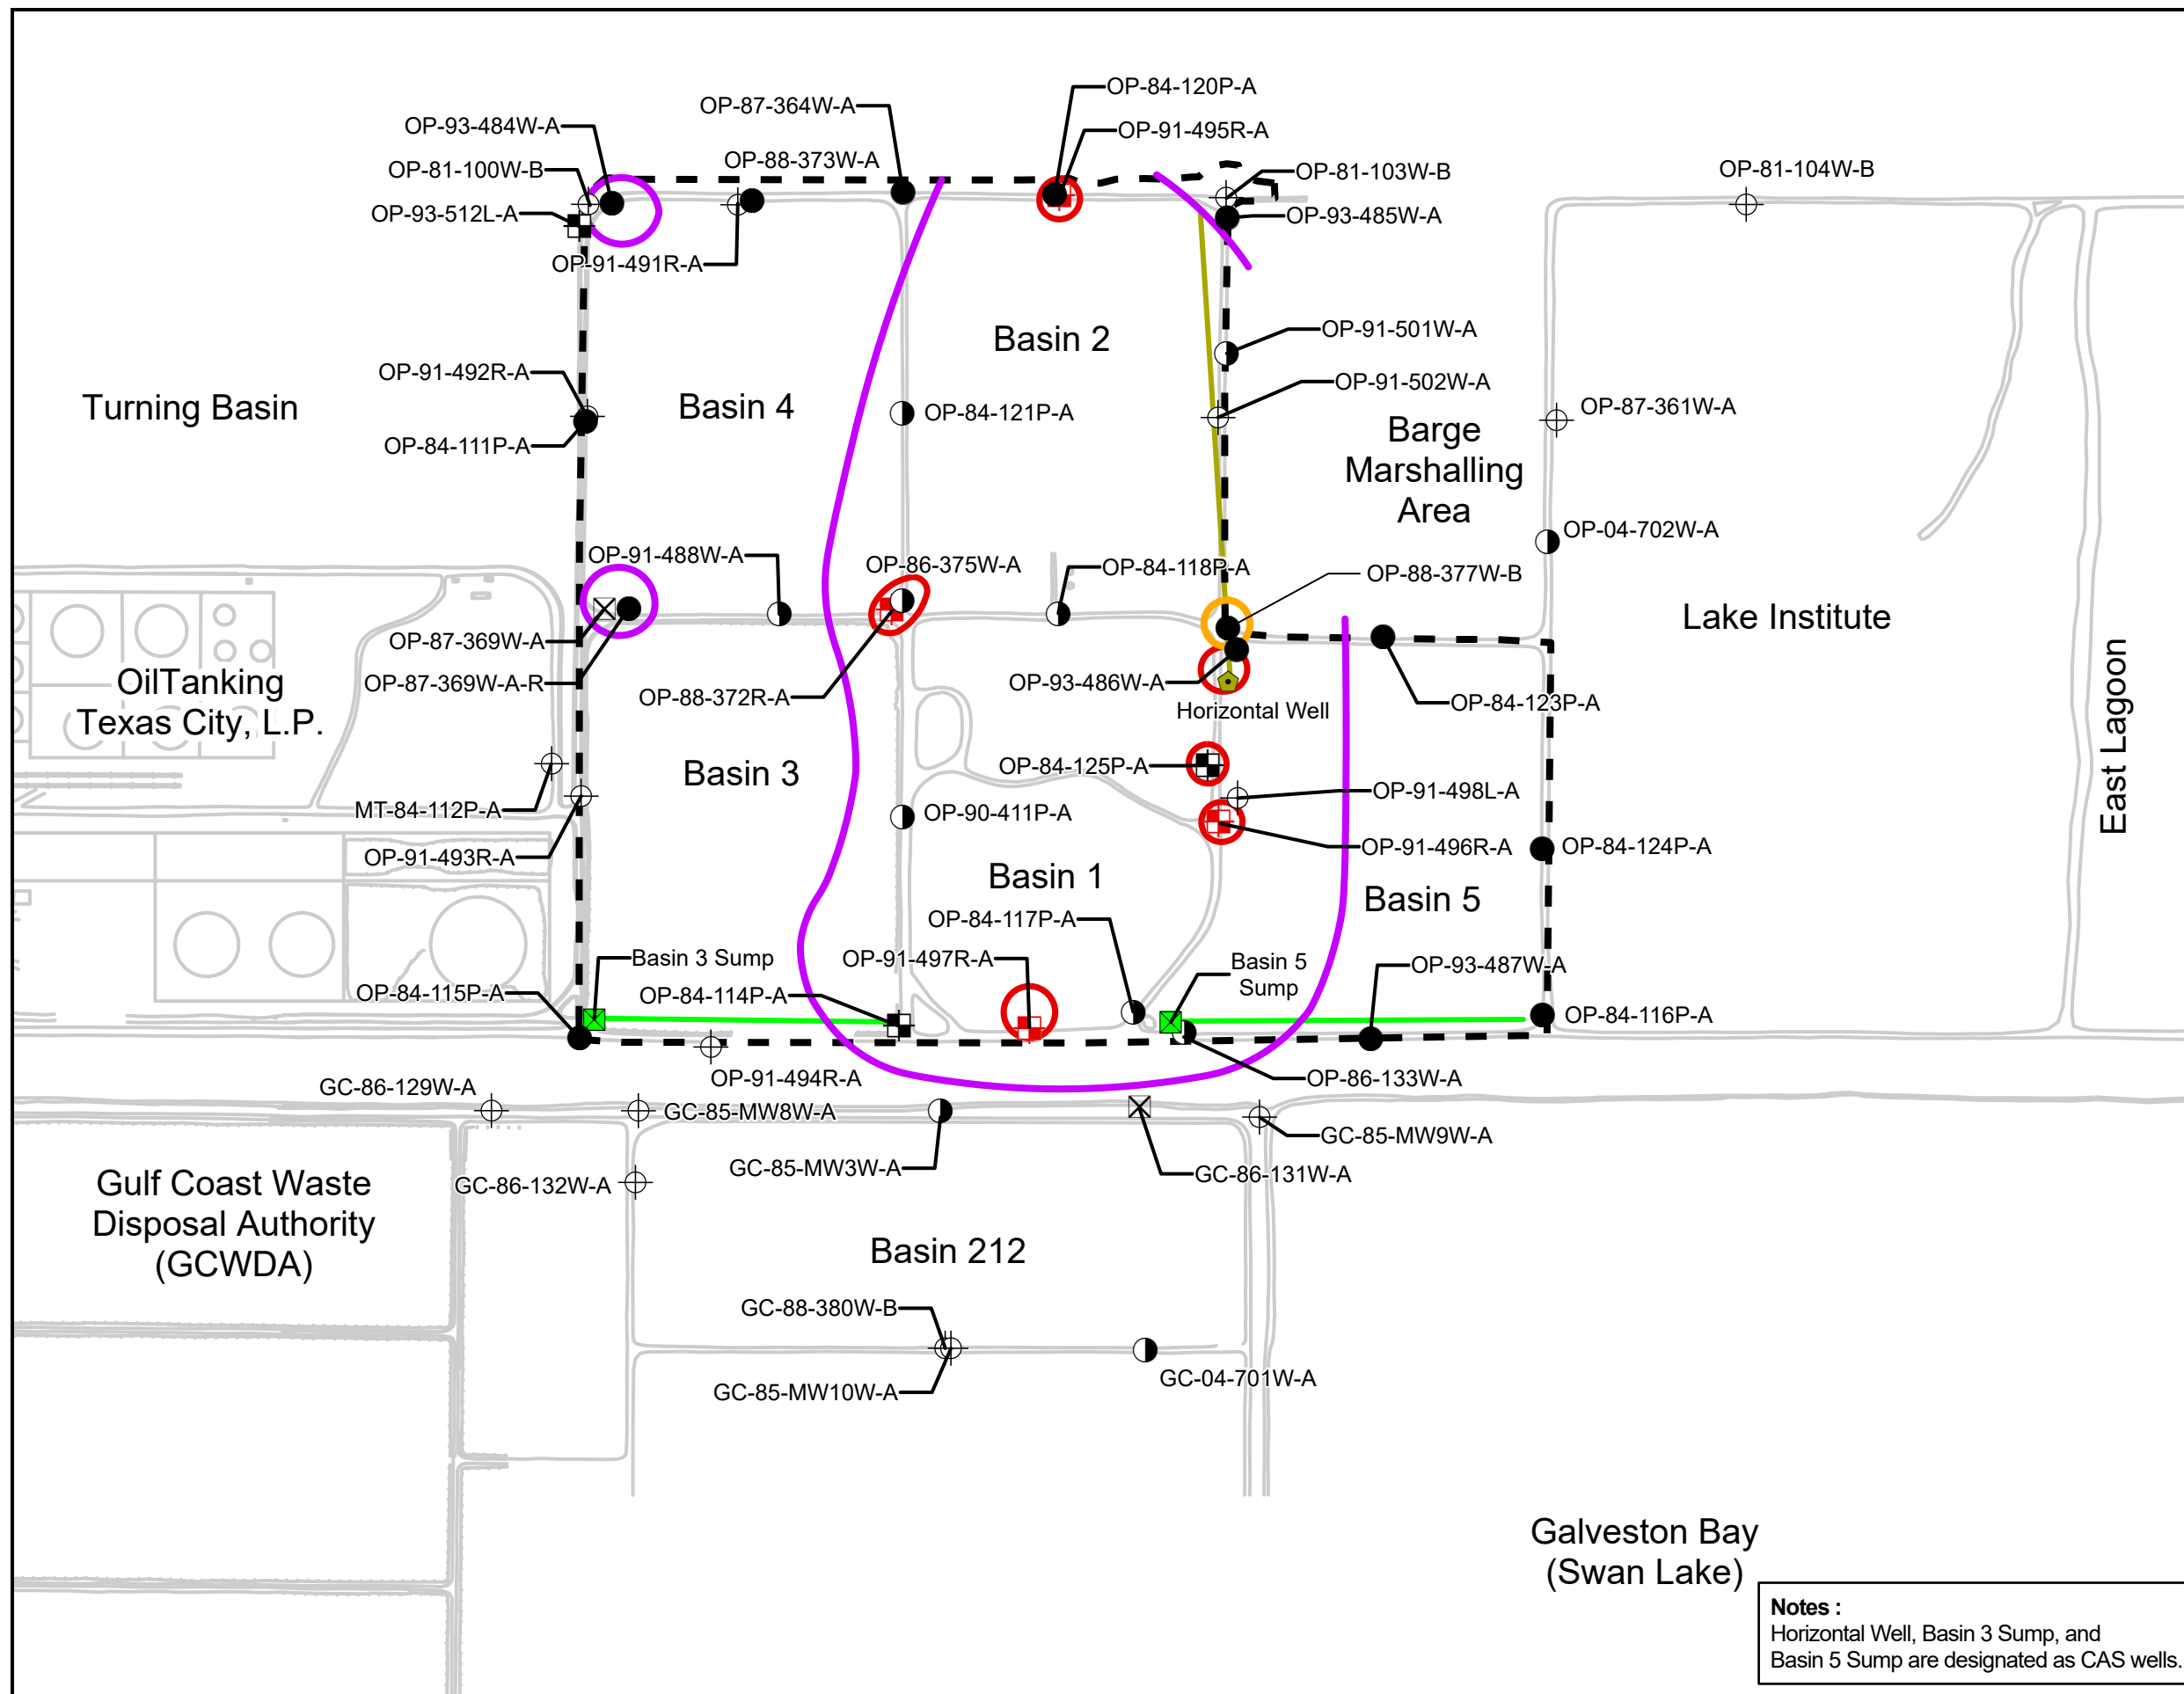 OP-84-120P-A
OP-87-364W-A
OP-93-484W-A
OP-91-495R-A
OP-88-373W-A
OP-81-100W-B
OP-81-103W-B
OP-81-104W-B
OP-93-512L-A
OP-93-485W-A
OP-91-491R-A
OP-91-501W-A
Basin 2
OP-91-492R-A
OP-91-502W-A
Turning Basin
Basin 4
OP-84-121P-A
OP-87-361W-A
OP-84-111P-A
Barge
Marshalling
Area
OP-04-702W-A
OP-91-488W-A
OP-86-375W-A
OP-84-118P-A
OP-88-377W-B
Lake Institute
OP-87-369W-A
OP-87-369W-A-R
OilTanking
Texas City, L.P.
OP-88-372R-A
OP-93-486W-A
OP-84-123P-A
Horizontal Well
East Lagoon
Basin 3
OP-84-125P-A
OP-91-498L-A
MT-84-112P-A
OP-90-411P-A
OP-91-493R-A
OP-91-496R-A
OP-84-124P-A
Basin 1
Basin 5
OP-84-117P-A
Basin 3 Sump
OP-91-497R-A
Basin 5
Sump
OP-93-487W-A
OP-84-115P-A
OP-84-114P-A
OP-84-116P-A
OP-91-494R-A
OP-86-133W-A
GC-86-129W-A
GC-85-MW8W-A
GC-85-MW9W-A
GC-85-MW3W-A
GC-86-131W-A
GC-86-132W-A
Gulf Coast Waste
Disposal Authority
(GCWDA)
Basin 212
GC-88-380W-B
GC-85-MW10W-A
GC-04-701W-A
Galveston Bay
(Swan Lake)
Notes :
Horizontal Well, Basin 3 Sump, and
Basin 5 Sump are designated as CAS wells.